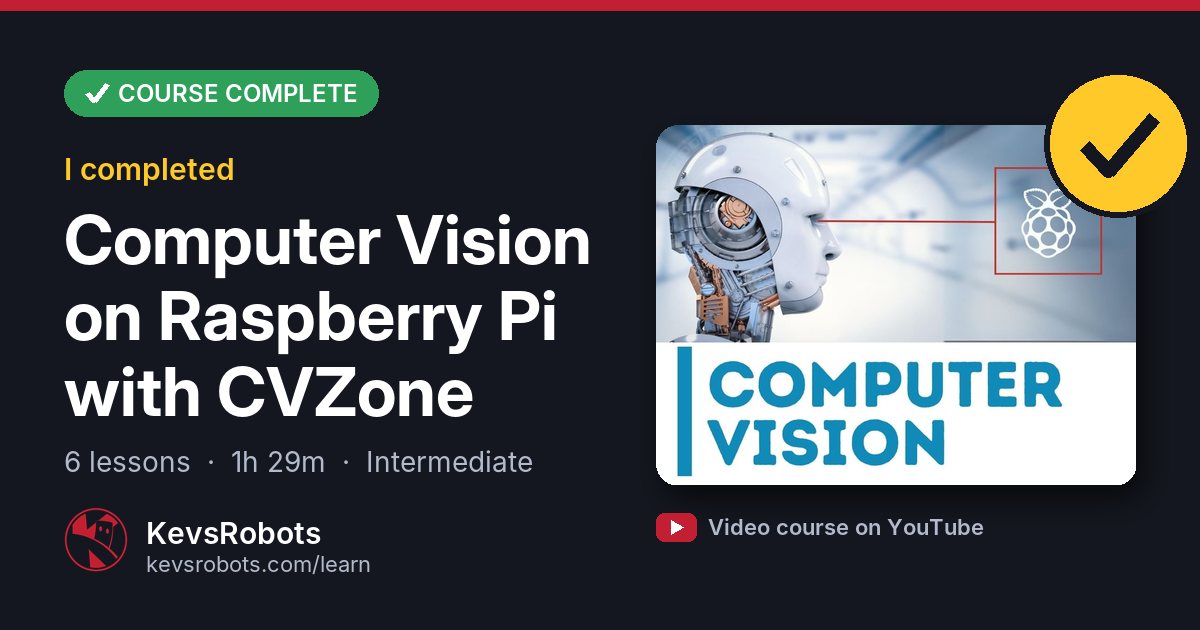 COURSE COMPLETE
I completed
Computer Vision
on Raspberry Pi
with CVZone
6 lessons · 1h 29m · Intermediate
KevsRobots
kevsrobots.com/learn
COMPUTER
VISION
Video course on YouTube